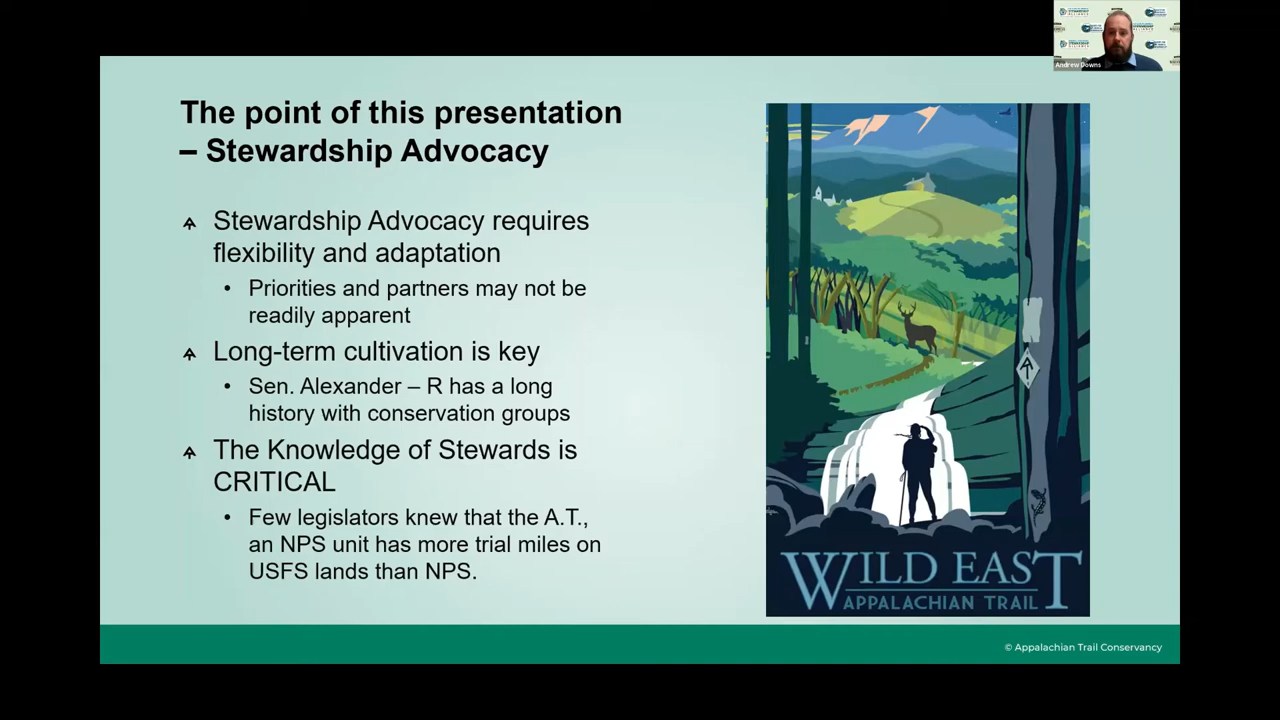 The point of this presentation
– Stewardship Advocacy
Stewardship Advocacy requires
flexibility and adaptation
• Priorities and partners may not be
readily apparent
Long-term cultivation is key
• Sen. Alexander – R has a long
history with conservation groups
The Knowledge of Stewards is
CRITICAL
• Few legislators knew that the A.T.,
an NPS unit has more trial miles on
USFS lands than NPS.
WILD EAST
APPALACHIAN TRAIL
© Appalachian Trail Conservancy
Andrew Downs